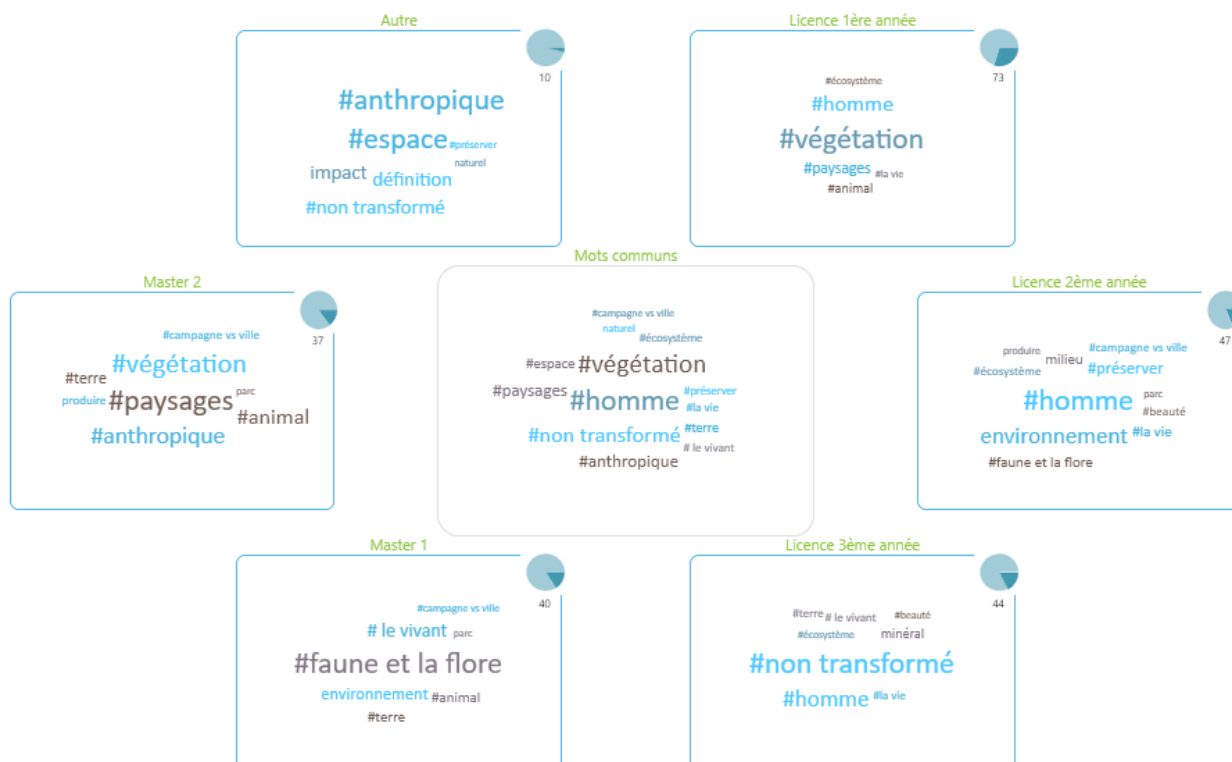 Autre
10
#anthropique
#espace #préserver
naturel
impact définition
#non transformé
Licence 1ère année
73
#écosystème
#homme
#végétation
#paysages #la vie
#animal
Master 2
37
#campagne vs ville
#végétation
#terre
parc
produire #paysages
#animal
#anthropique
Mots communs
#campagne vs ville
naturel
#écosystème
#espace #végétation
#paysages #homme #préserver
#la vie
#non transformé #terre
# le vivant
#anthropique
Licence 2ème année
47
produire milieu #campagne vs ville
#écosystème #préserver
#homme parc
#beauté
environnement #la vie
#faune et la flore
Master 1
40
#campagne vs ville
# le vivant parc
#faune et la flore
environnement #animal
#terre
Licence 3ème année
44
#terre # le vivant #beauté
#écosystème minéral
#non transformé
#homme #la vie